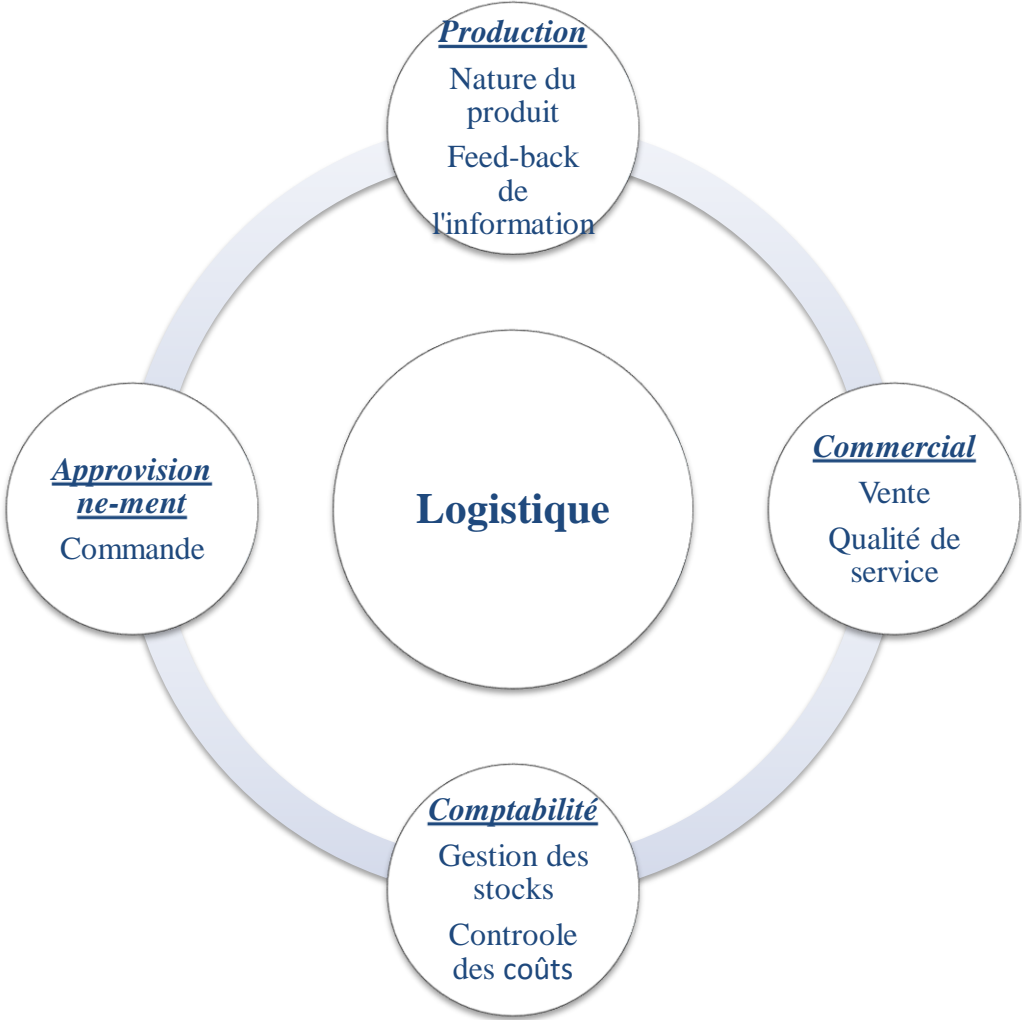 Production
Nature du
produit
Feed-back
de
l'information
Approvision
ne-ment
Commande
Logistique
Commercial
Vente
Qualité de
service
Comptabilité
Gestion des
stocks
Controole
des coûts